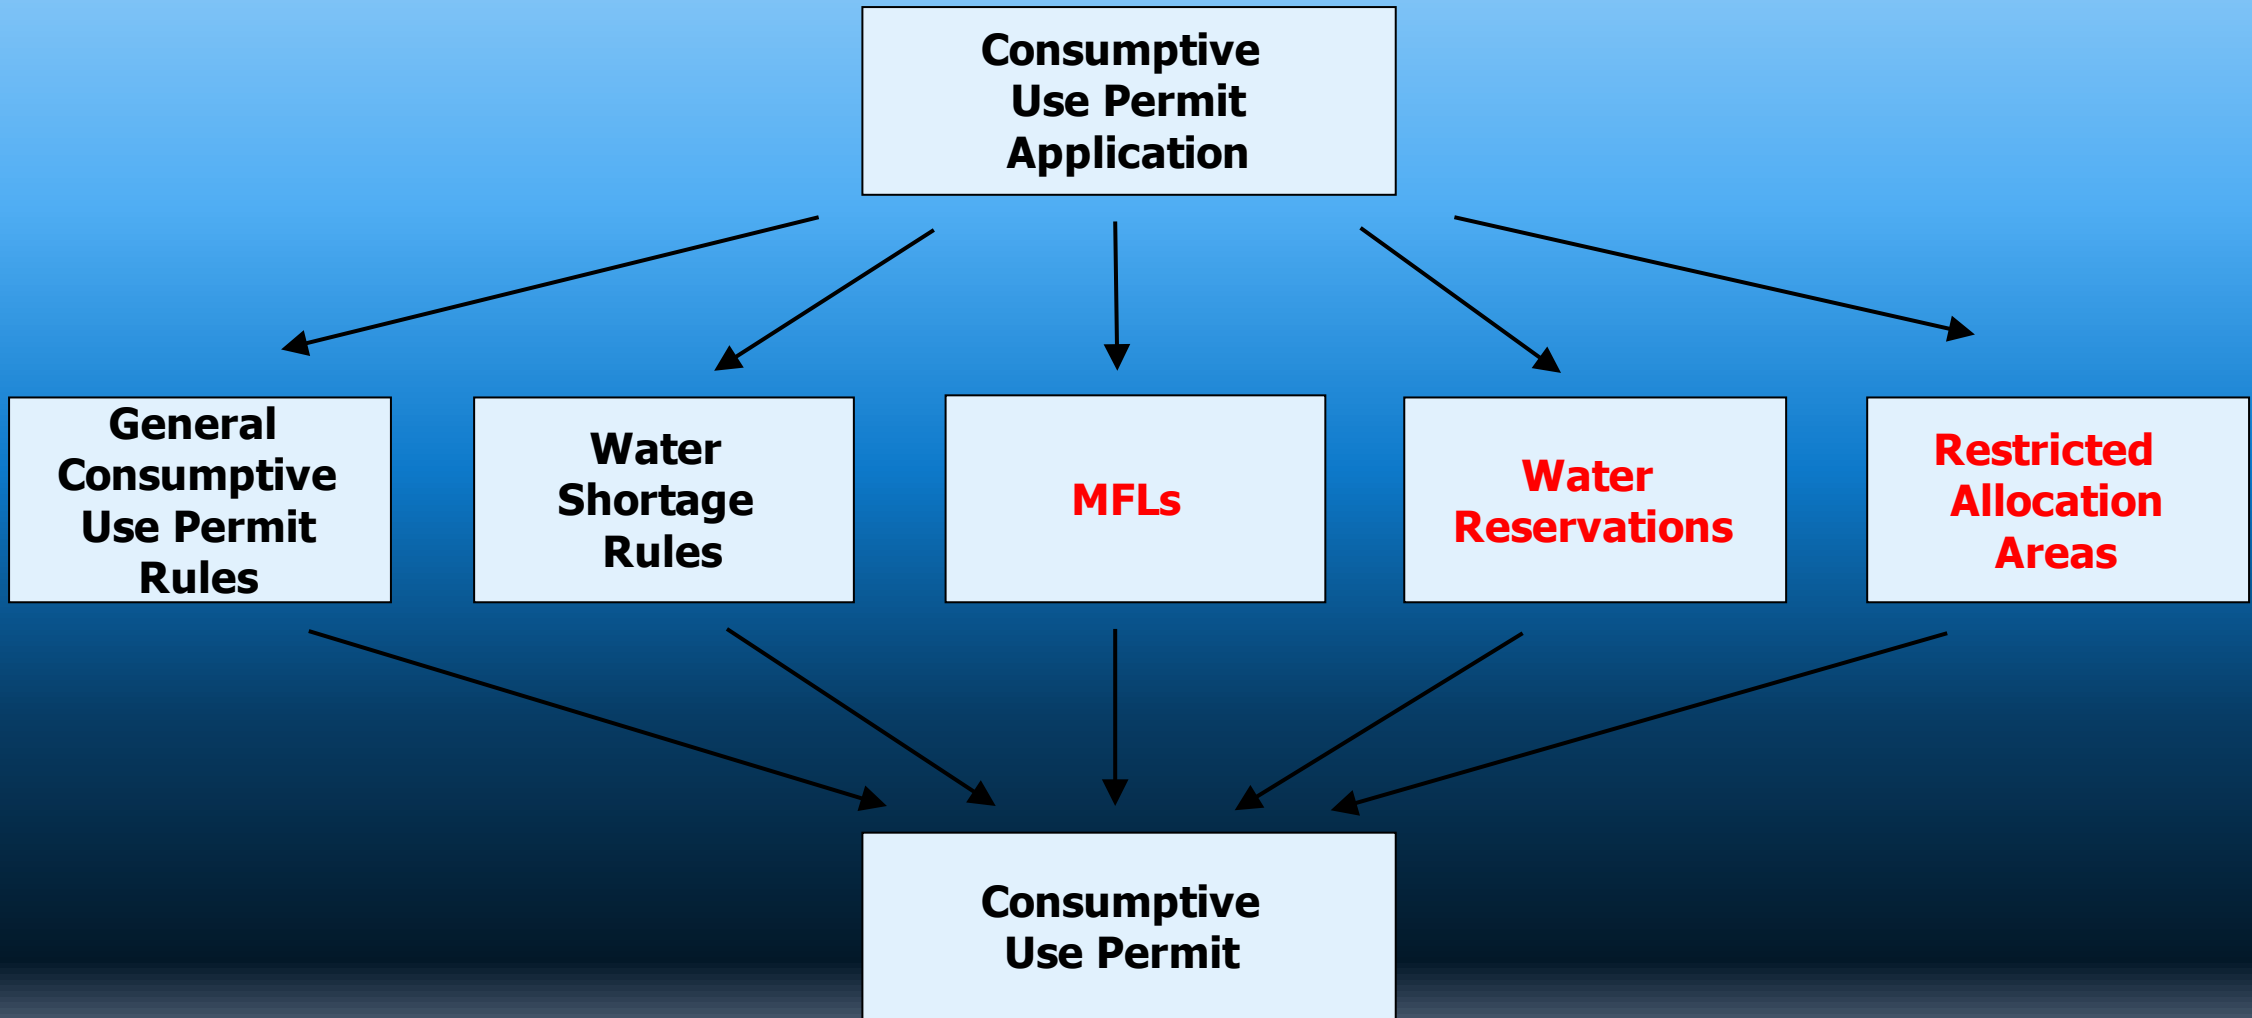 Consumptive
Use Permit
Application
General
Consumptive
Use Permit
Rules
Water
Shortage
Rules
MFLs
Water
Reservations
Restricted
Allocation
Areas
Consumptive
Use Permit